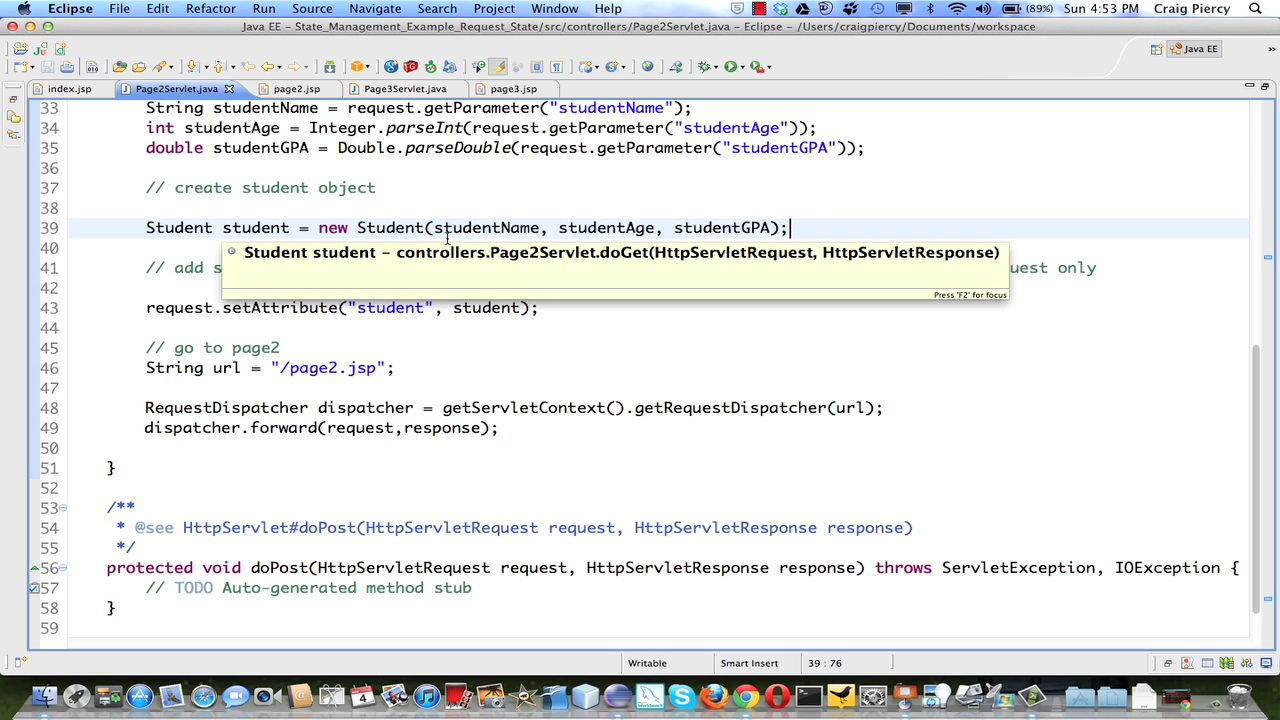 Eclipse File Edit Refactor Run Source Navigate Search Project Window Help (89%) Sun 4:53 PM Craig Piercy
Java EE - State_Management_Example_Request_State/src/controllers/Page2Servlet.java - Eclipse - /Users/craigpiercy/Documents/workspace
Java EE
index.jsp Page2Servlet.java page2.jsp Page3Servlet.java page3.jsp
33 String studentName = request.getParameter("studentName");
34 int studentAge = Integer.parseInt(request.getParameter("studentAge"));
35 double studentGPA = Double.parseDouble(request.getParameter("studentGPA"));
36
37 // create student object
38
39 Student student = new Student(studentName, studentAge, studentGPA);
40
Student student - controllers.Page2Servlet.doGet(HttpServletRequest, HttpServletResponse)
41 // add s uest only
42
Press 'F2' for focus
43 request.setAttribute("student", student);
44
45 // go to page2
46 String url = "/page2.jsp";
47
48 RequestDispatcher dispatcher = getServletContext().getRequestDispatcher(url);
49 dispatcher.forward(request,response);
50
51 }
52
53 /**
54 * @see HttpServlet#doPost(HttpServletRequest request, HttpServletResponse response)
55 */
56 protected void doPost(HttpServletRequest request, HttpServletResponse response) throws ServletException, IOException {
57 // TODO Auto-generated method stub
58 }
59
Writable Smart Insert 39 : 76